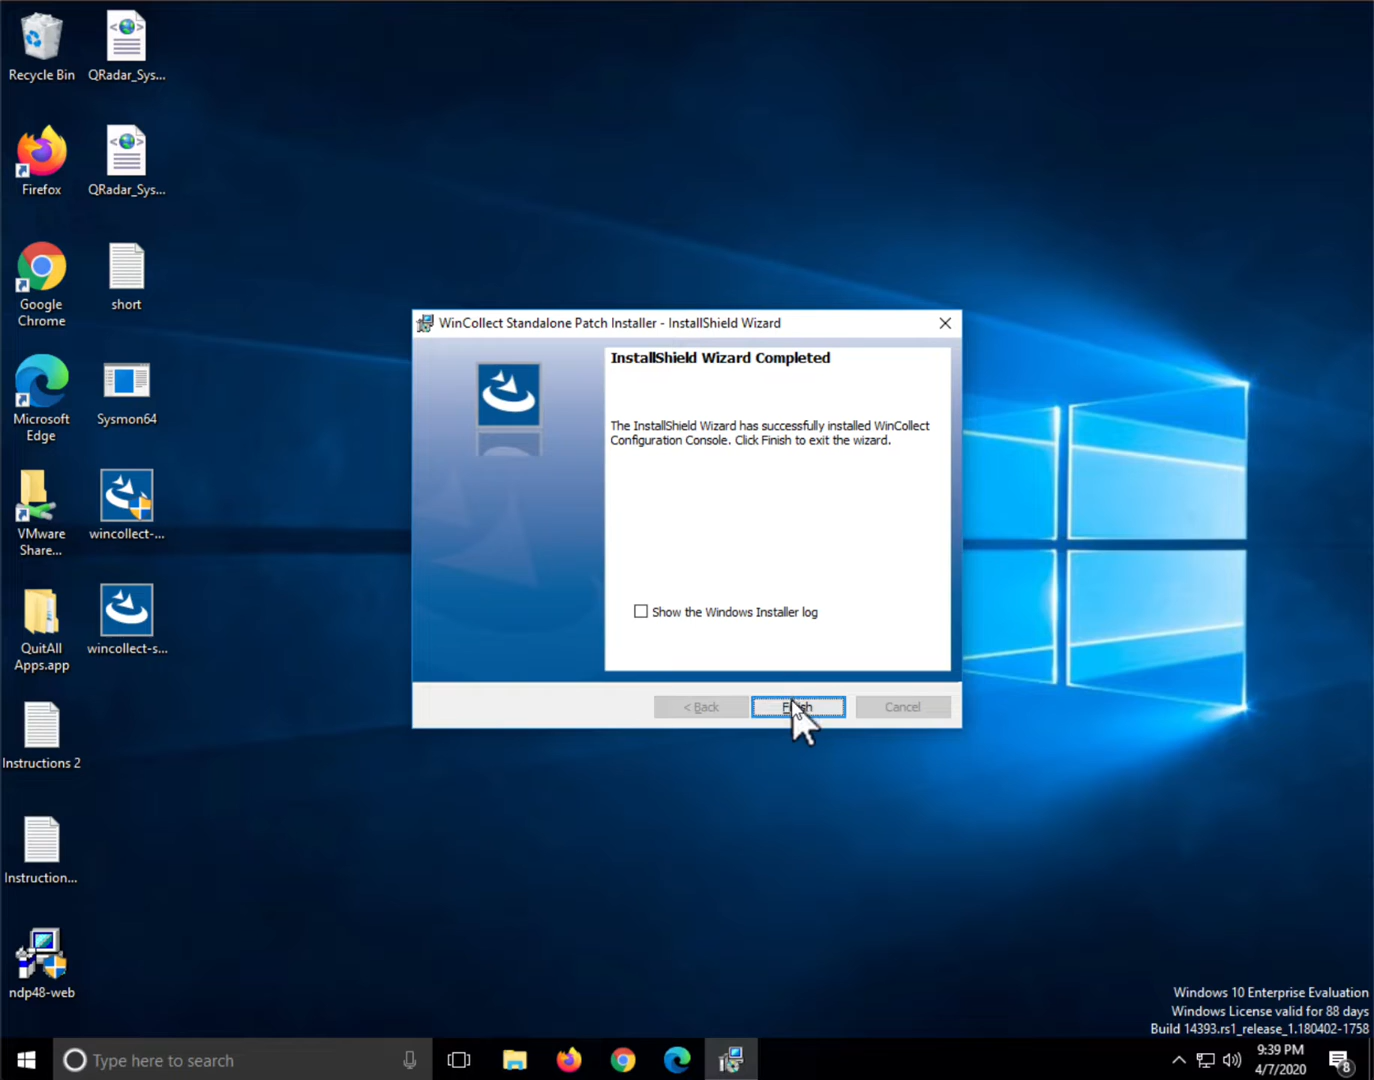 Recycle Bin
QRadar_Sys...
Firefox
QRadar_Sys...
Google
Chrome
short
Microsoft
Edge
Sysmon64
VMware
Share...
wincollect-...
QuitAll
Apps.app
wincollect-s...
Instructions 2
Instruction...
ndp48-web
WinCollect Standalone Patch Installer - InstallShield Wizard
InstallShield Wizard Completed
The InstallShield Wizard has successfully installed WinCollect
Configuration Console. Click Finish to exit the wizard.
Show the Windows Installer log
< Back
Finish
Cancel
Windows 10 Enterprise Evaluation
Windows License valid for 88 days
Build 14393.rs1_release_1.180402-1758
Type here to search
9:39 PM
4/7/2020
8